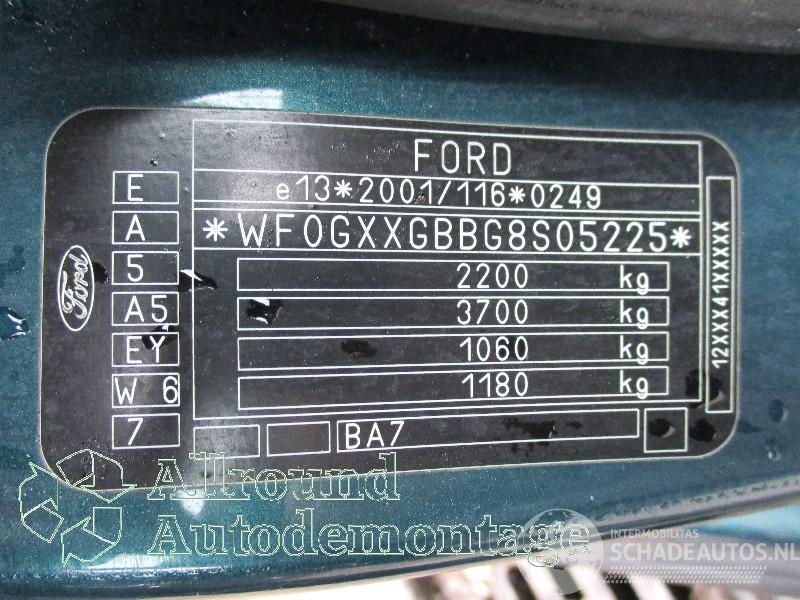 FORD
e13*2001/116*0249
*WF0GXXGBBG8S05225*
2200 kg
3700 kg
1060 kg
1180 kg
BA7
E
A
5
A5
EY
W 6
7
Ford
12XXX41XXXXX
Allround
Autodemontage
INTERMOBILITAS
SCHADEAUTOS.NL